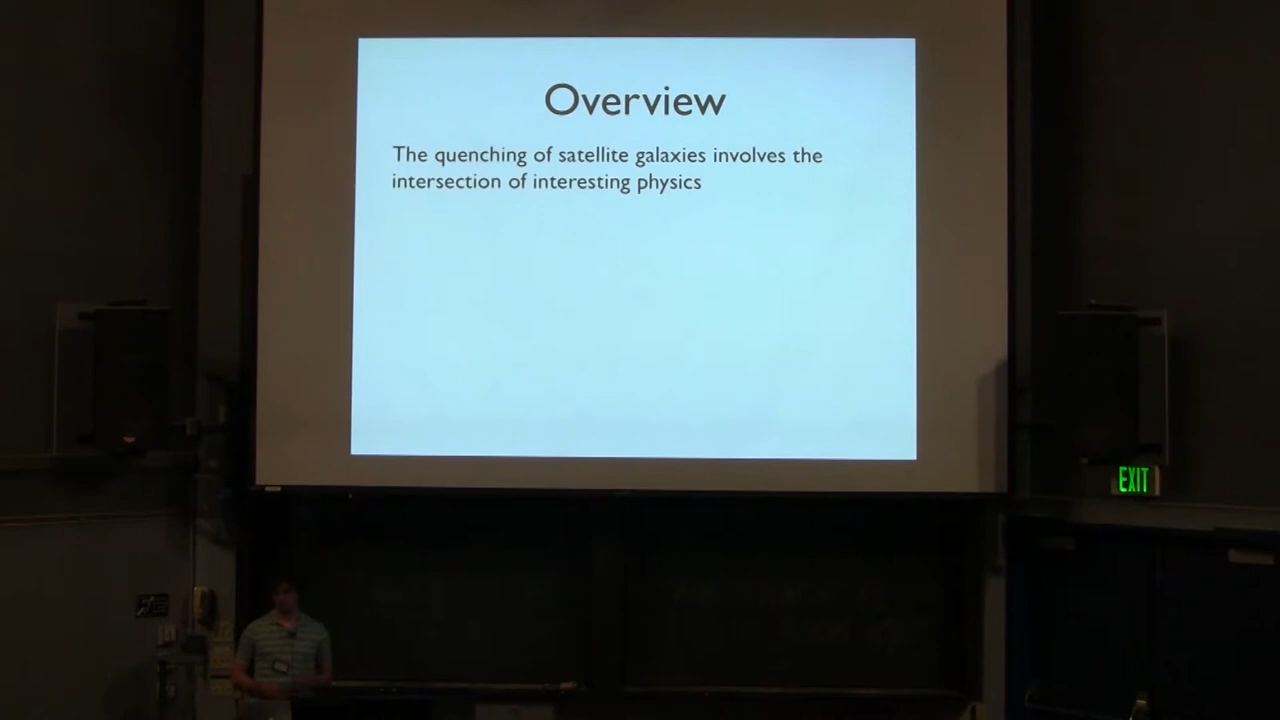 Overview
The quenching of satellite galaxies involves the
intersection of interesting physics
EXIT